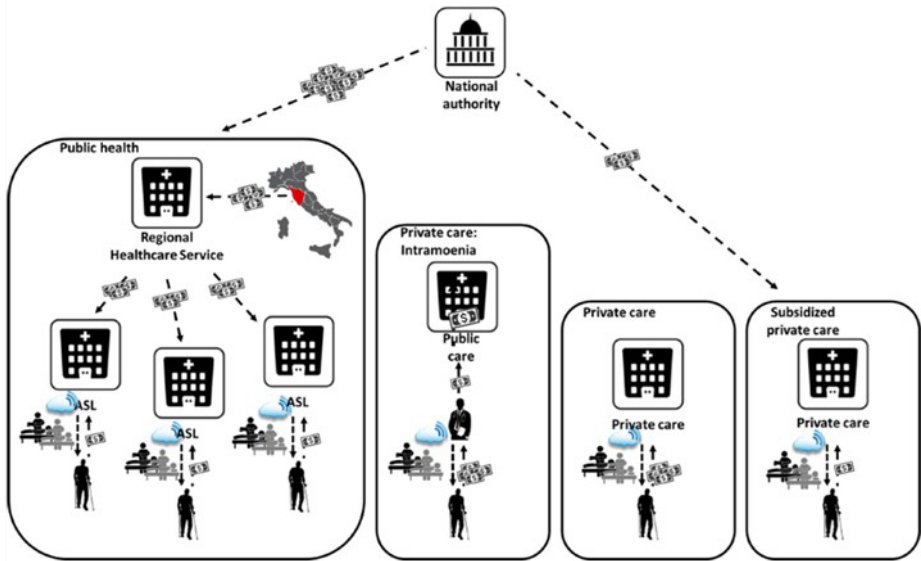 National
authority
Public health
Regional
Healthcare Service
ASL
ASL
ASL
Private care:
Intramoenia
Public
care
Private care
Private care
Subsidized
private care
Private care